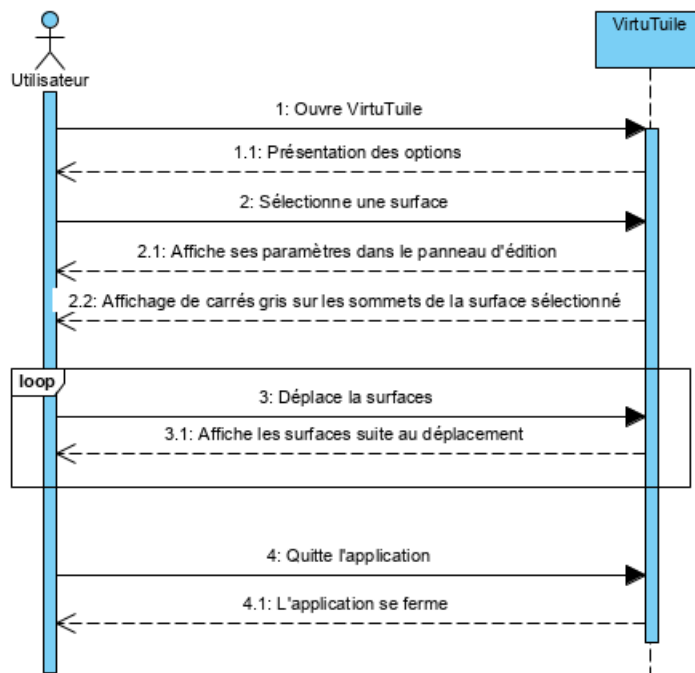 VirtuTuile
Utilisateur
1: Ouvre VirtuTuile
1.1: Présentation des options
2: Sélectionne une surface
2.1: Affiche ses paramètres dans le panneau d'édition
2.2: Affichage de carrés gris sur les sommets de la surface sélectionné
loop
3: Déplace la surfaces
3.1: Affiche les surfaces suite au déplacement
4: Quitte l'application
4.1: L'application se ferme